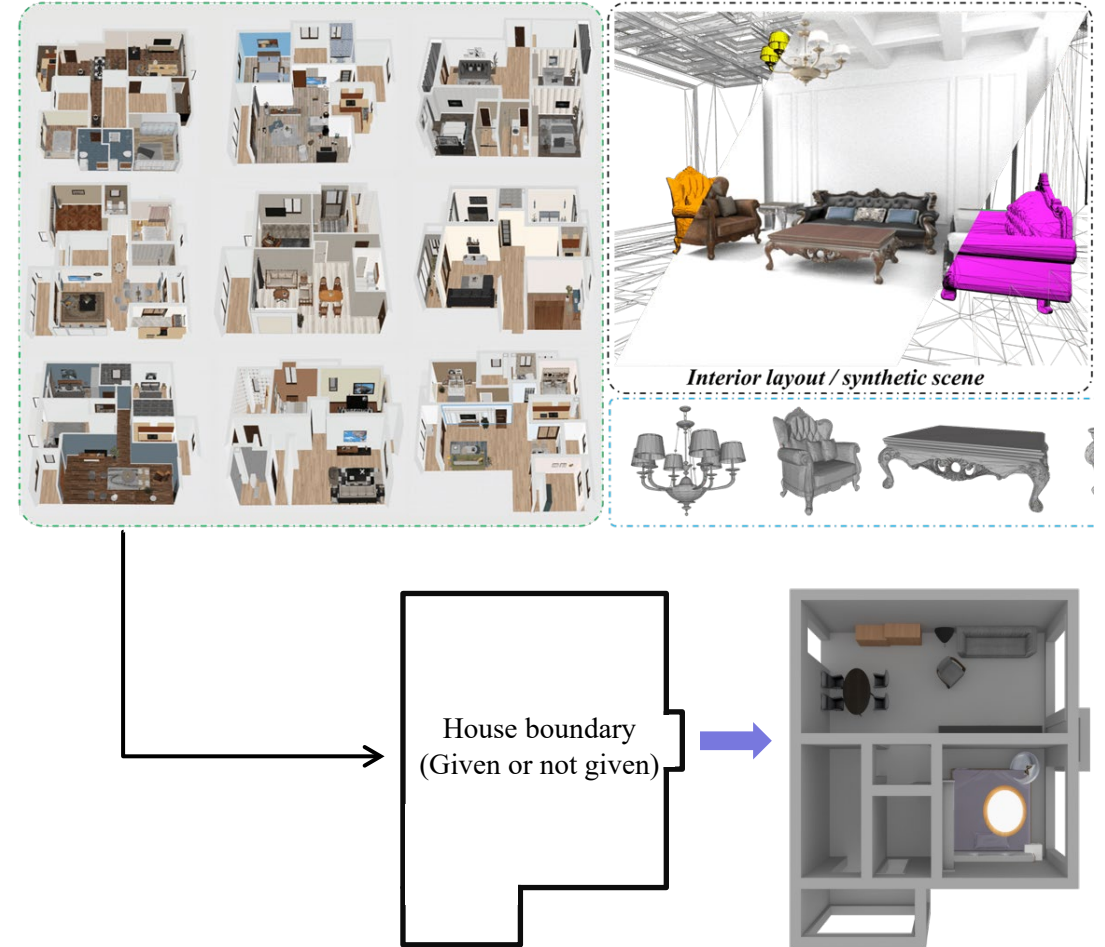 Interior layout / synthetic scene
House boundary
(Given or not given)